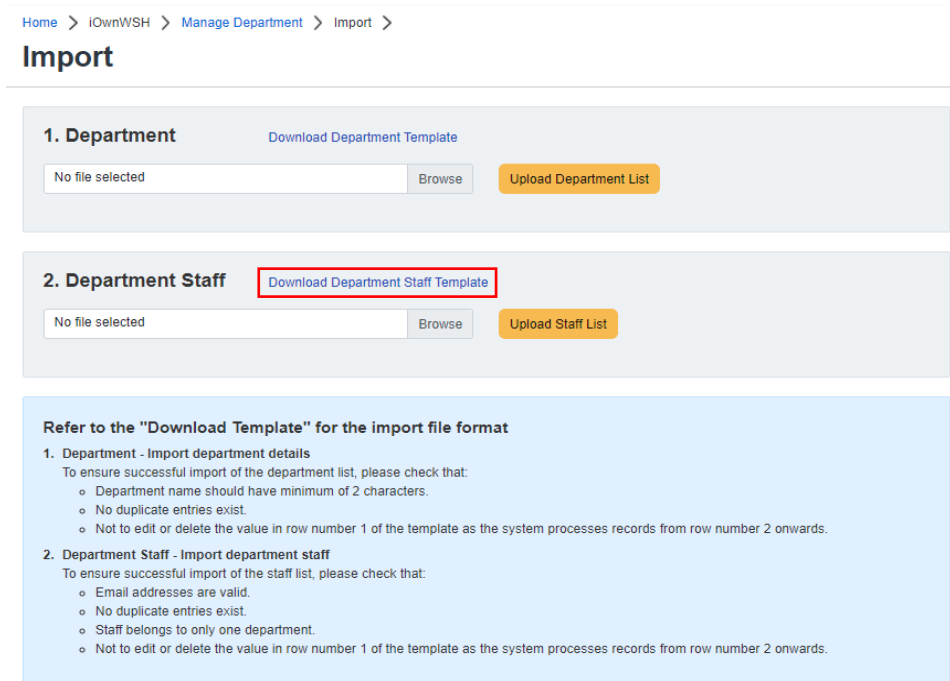 Home > iOwnWSH > Manage Department > Import >
Import
1. Department Download Department Template
No file selected Browse Upload Department List
2. Department Staff Download Department Staff Template
No file selected Browse Upload Staff List
Refer to the "Download Template" for the import file format
1. Department - Import department details
To ensure successful import of the department list, please check that:
o Department name should have minimum of 2 characters.
o No duplicate entries exist.
o Not to edit or delete the value in row number 1 of the template as the system processes records from row number 2 onwards.
2. Department Staff - Import department staff
To ensure successful import of the staff list, please check that:
o Email addresses are valid.
o No duplicate entries exist.
o Staff belongs to only one department.
o Not to edit or delete the value in row number 1 of the template as the system processes records from row number 2 onwards.